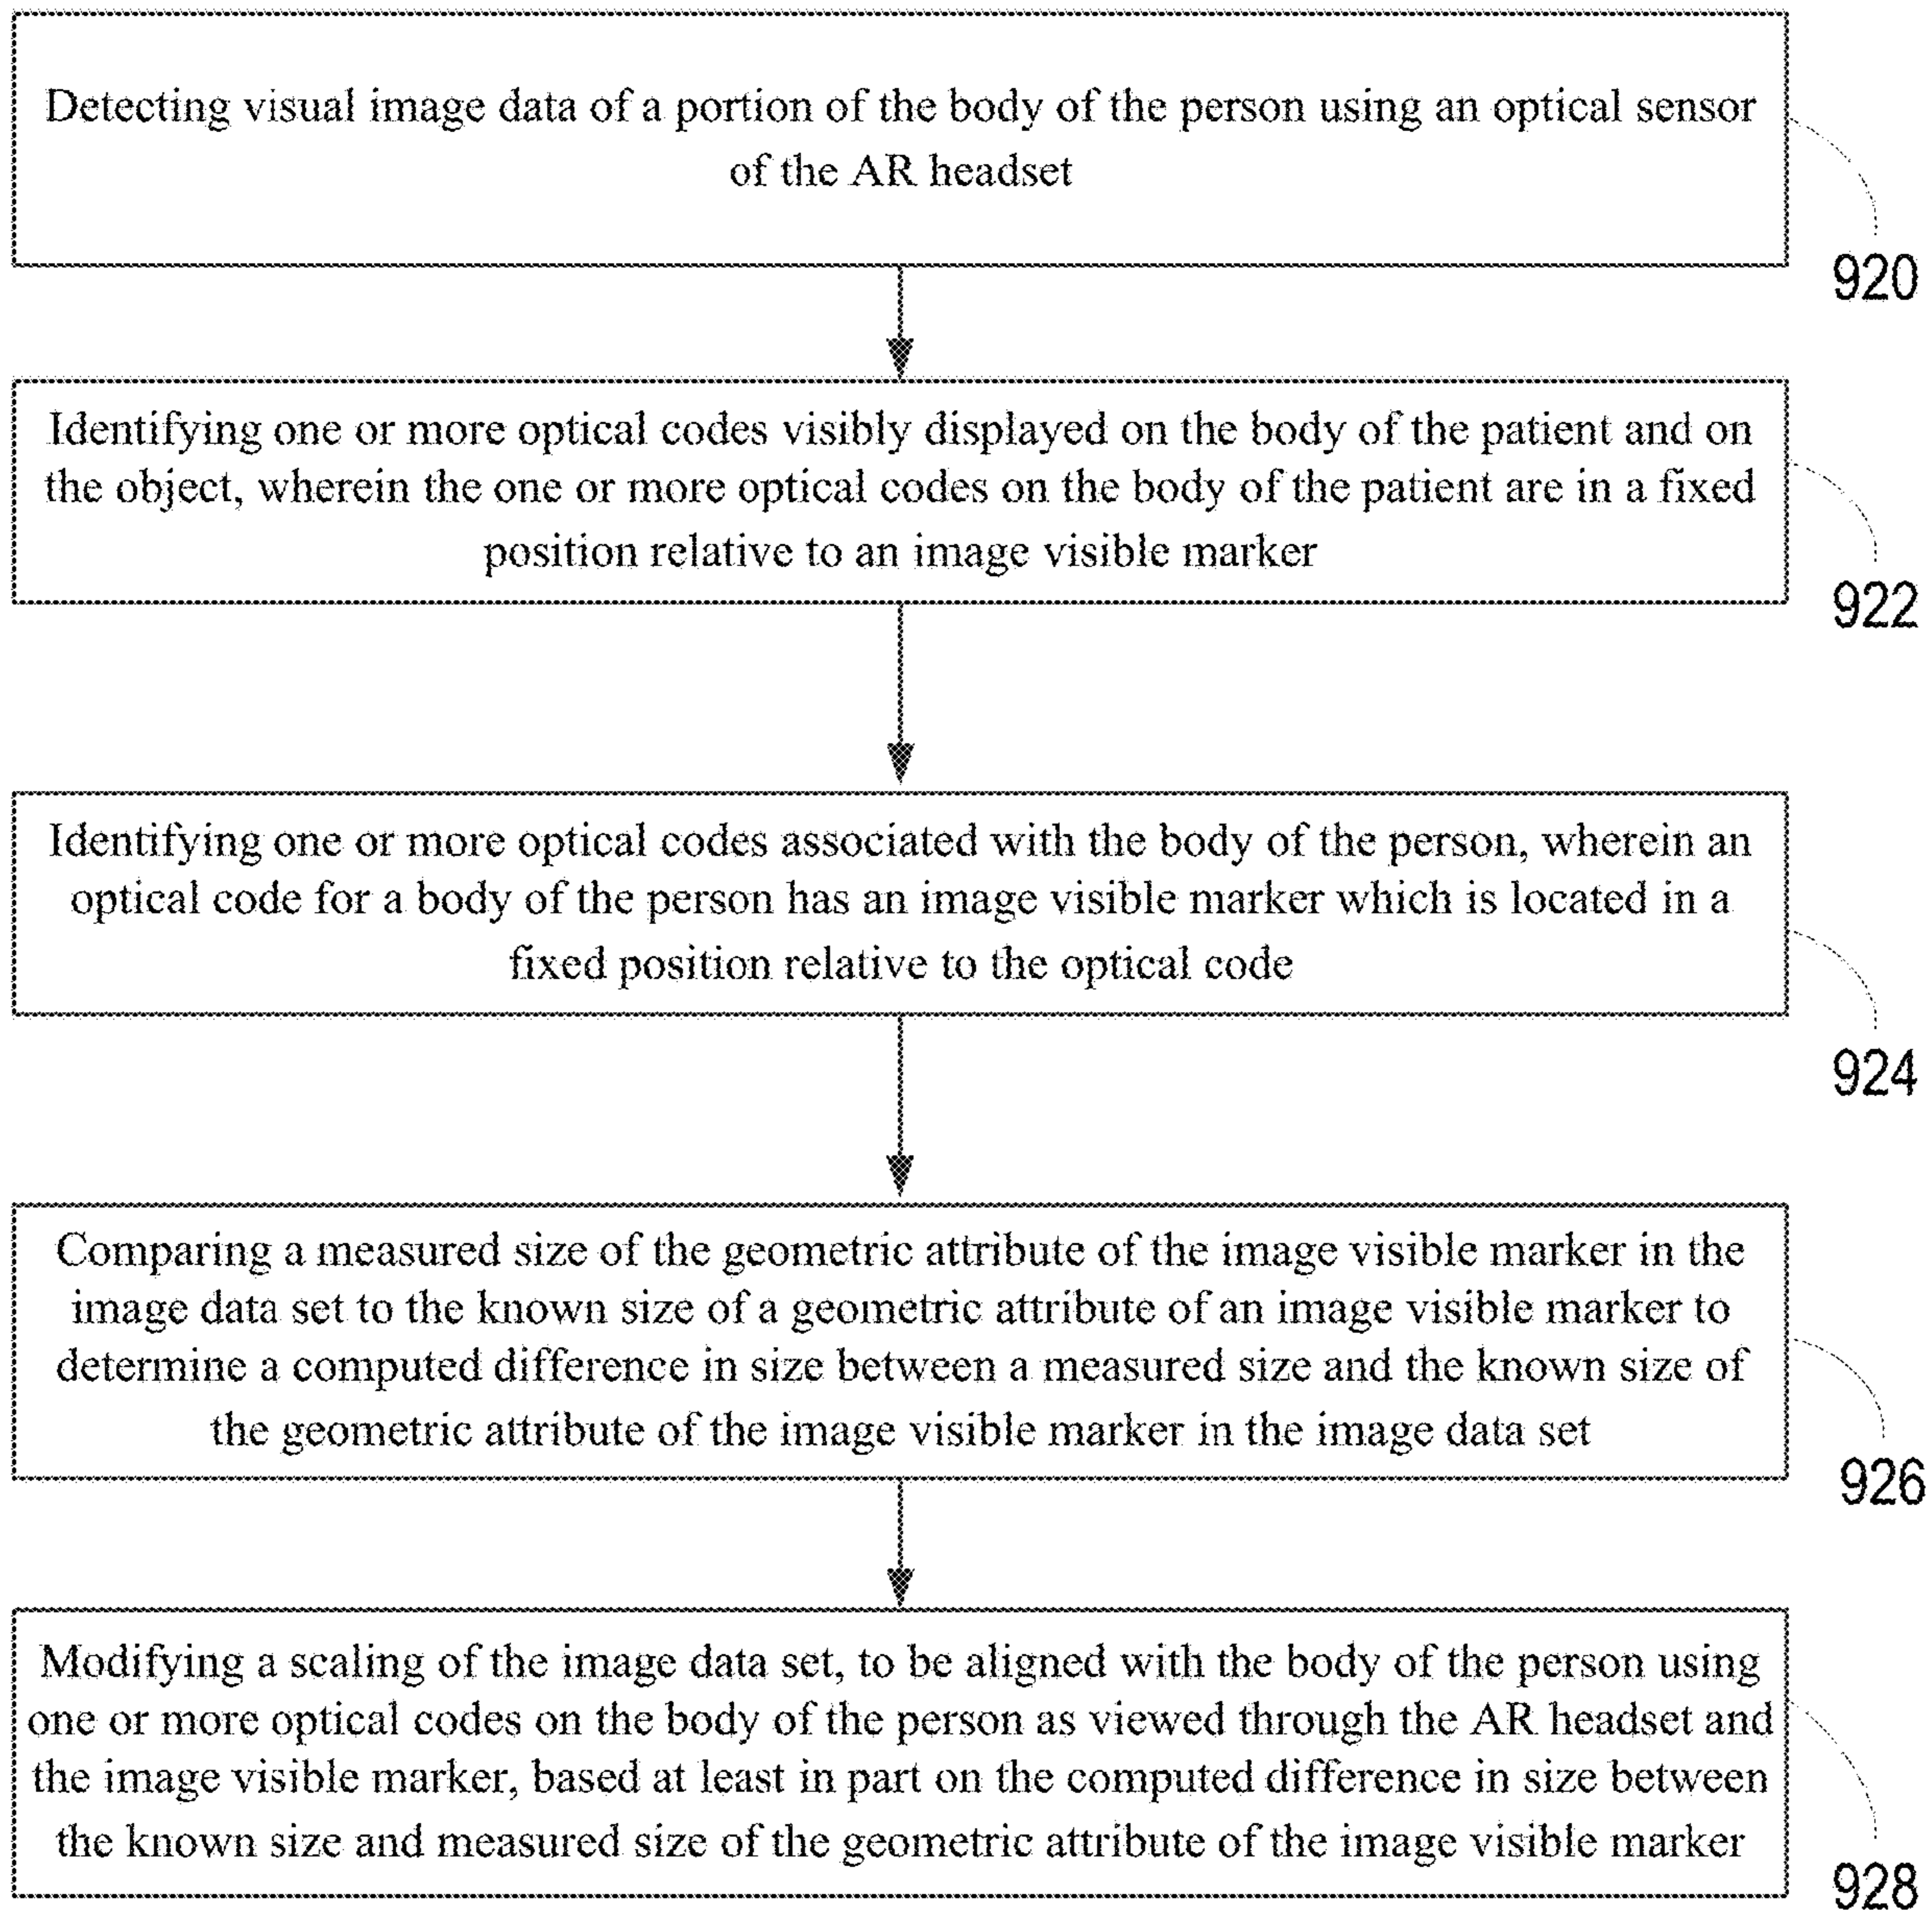 Detecting visual image data of a portion of the body of the person using an optical sensor
of the AR headset
920
Identifying one or more optical codes visibly displayed on the body of the patient and on
the object, wherein the one or more optical codes on the body of the patient are in a fixed
position relative to an image visible marker
922
Identifying one or more optical codes associated with the body of the person, wherein an
optical code for a body of the person has an image visible marker which is located in a
fixed position relative to the optical code
924
Comparing a measured size of the geometric attribute of the image visible marker in the
image data set to the known size of a geometric attribute of an image visible marker to
determine a computed difference in size between a measured size and the known size of
the geometric attribute of the image visible marker in the image data set
926
Modifying a scaling of the image data set, to be aligned with the body of the person using
one or more optical codes on the body of the person as viewed through the AR headset and
the image visible marker, based at least in part on the computed difference in size between
the known size and measured size of the geometric attribute of the image visible marker
928